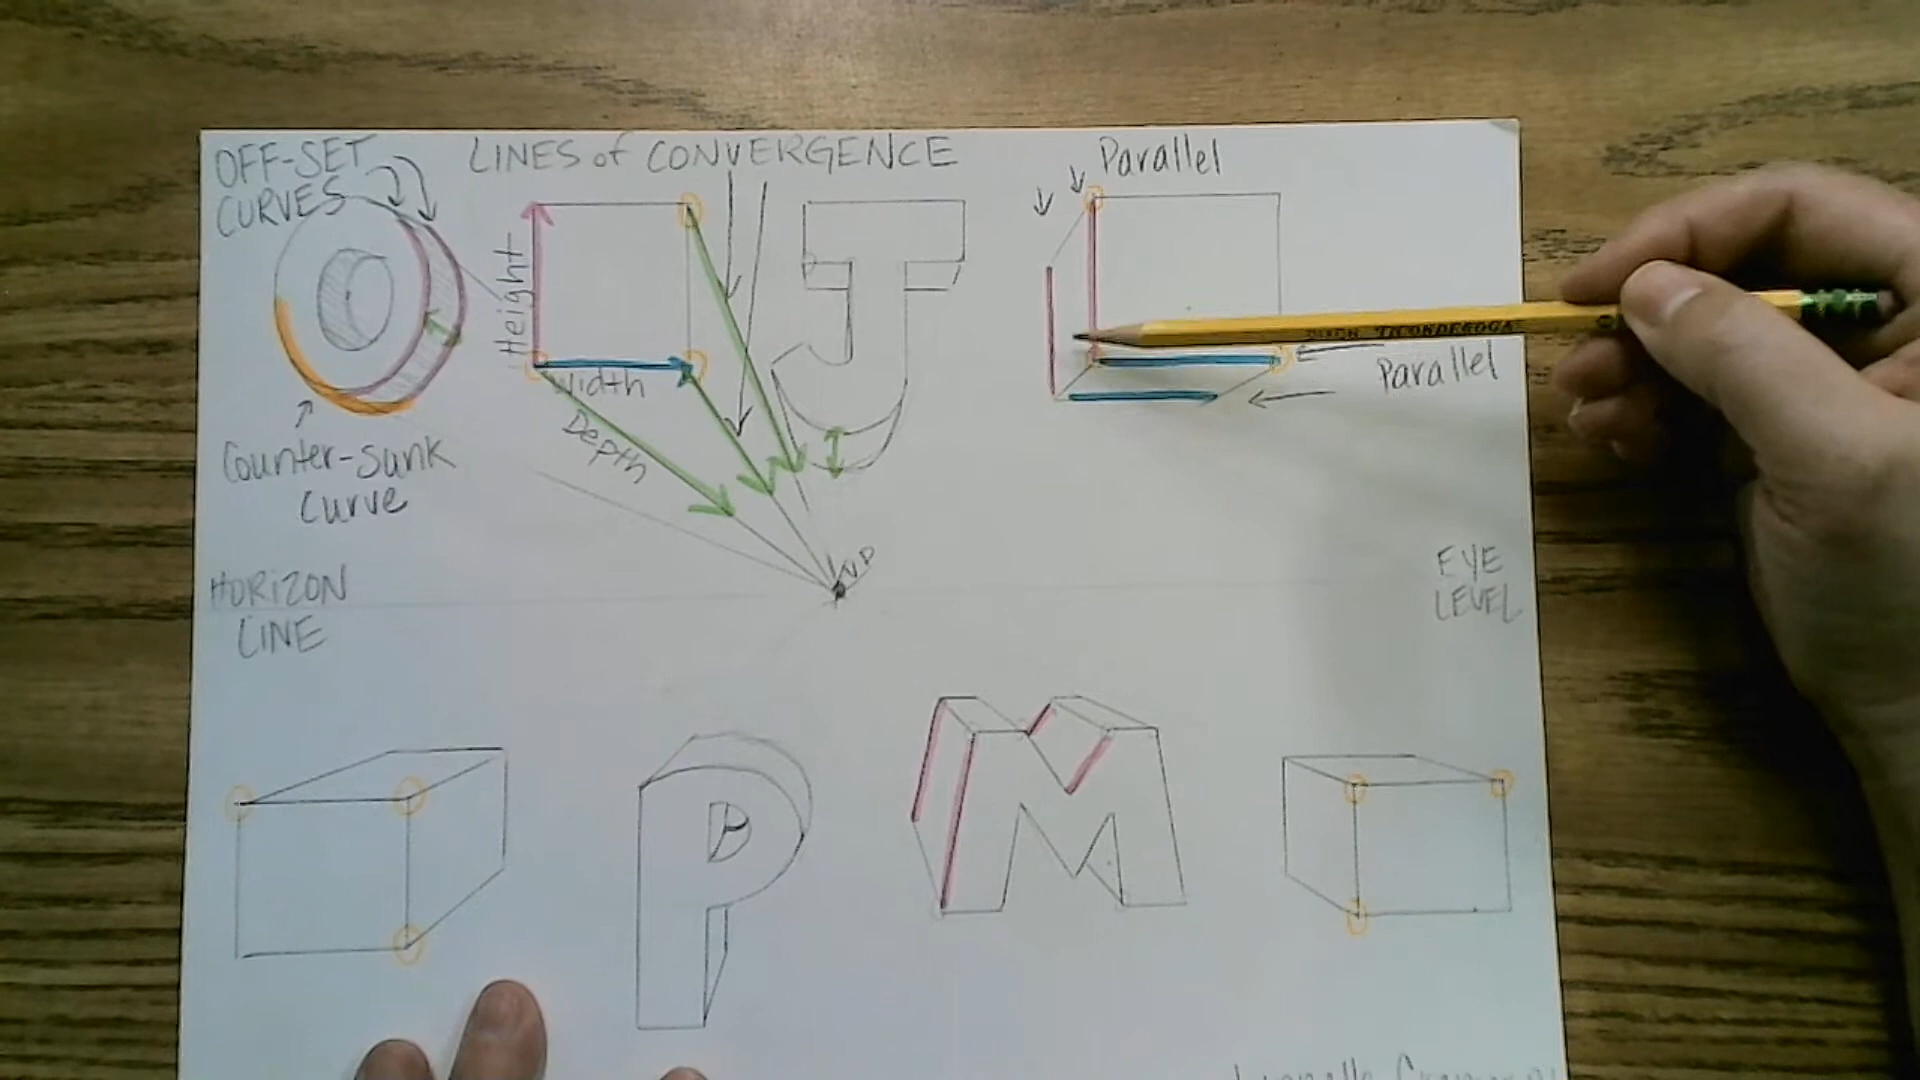 OFF-SET
CURVES
LINES of CONVERGENCE
Parallel
Height
Width
Depth
Parallel
Counter-sunk
Curve
VP
HORIZON
LINE
EYE
LEVEL
TICONDEROGA